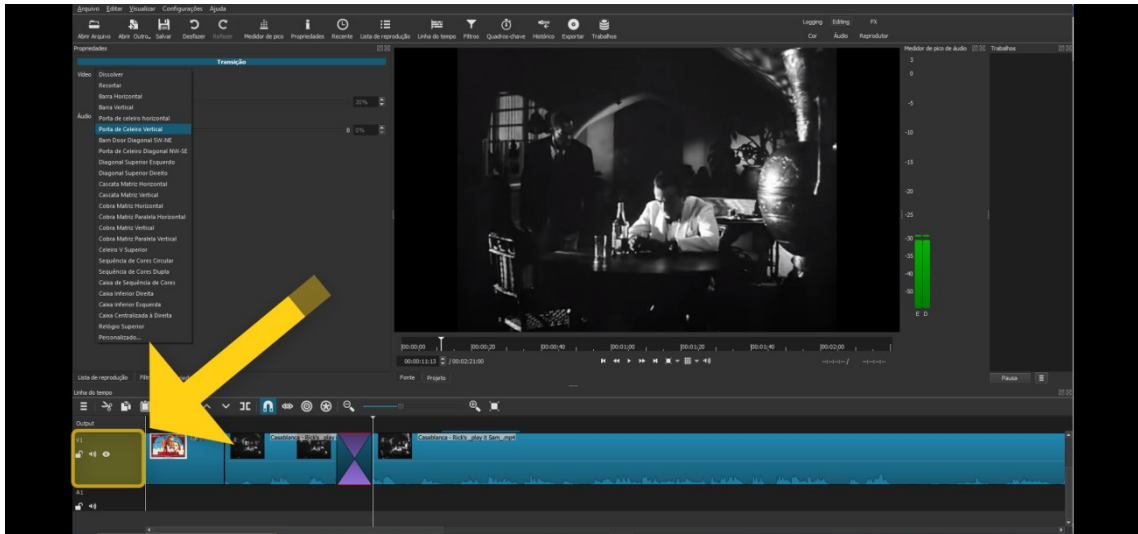 Arquivo Editar Visualizar Configurações Ajuda
Abrir Arquivo Abrir Outro.. Salvar Desfazer Refazer Medidor de pico Propriedades Recente Lista de reprodução Linha do tempo Filtros Quadros-chave Histórico Exportar Trabalhos
Logging Editing FX
Cor Áudio Reprodutor
Propriedades
Transição
Vídeo
Dissolver
Recortar
Barra Horizontal
20%
Barra Vertical
Áudio
Porta de celeiro horizontal
Porta de Celeiro Vertical
0 0%
Barn Door Diagonal SW-NE
Porta de Celeiro Diagonal NW-SE
Diagonal Superior Esquerdo
Diagonal Superior Direito
Cascata Matriz Horizontal
Cascata Matriz Vertical
Cobra Matriz Horizontal
Cobra Matriz Paralela Horizontal
Cobra Matriz Vertical
Cobra Matriz Paralela Vertical
Celeiro V Superior
Sequência de Cores Circular
Sequência de Cores Dupla
Caixa de Sequência de Cores
Caixa Inferior Direita
Caixa Inferior Esquerda
Caixa Centralizada à Direita
Relógio Superior
Personalizado...
Medidor de pico de áudio
3
0
-5
-10
-15
-20
-25
-30
-35
-40
-50
E D
Trabalhos
00:00:00 00:00:20 00:00:40 00:01:00 00:01:20 00:01:40 00:02:00
00:00:11:13 / 00:02:21:00
--:--:--:-- / --:--:--:--
Lista de reprodução
Fonte Projeto
Pausa
Linha do tempo
Output
V1
Casablanca - Rick's _play
Casablanca - Rick's _play it Sam_.mp4
A1